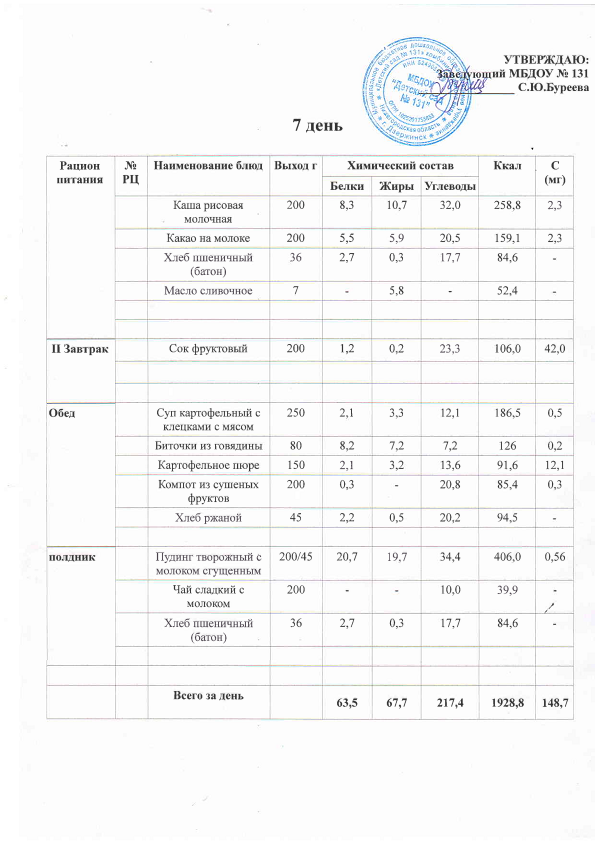 УТВЕРЖДАЮ:
Заведующий МБДОУ № 131
С.Ю.Буреева
МБДОУ
"Детский сад
№ 131"
7 день
Рацион питания № РЦ Наименование блюд Выход г Химический состав Ккал С (мг)
Белки Жиры Углеводы
Каша рисовая молочная 200 8,3 10,7 32,0 258,8 2,3
Какао на молоке 200 5,5 5,9 20,5 159,1 2,3
Хлеб пшеничный (батон) 36 2,7 0,3 17,7 84,6 -
Масло сливочное 7 - 5,8 - 52,4 -
II Завтрак Сок фруктовый 200 1,2 0,2 23,3 106,0 42,0
Обед Суп картофельный с клецками с мясом 250 2,1 3,3 12,1 186,5 0,5
Биточки из говядины 80 8,2 7,2 7,2 126 0,2
Картофельное пюре 150 2,1 3,2 13,6 91,6 12,1
Компот из сушеных фруктов 200 0,3 - 20,8 85,4 0,3
Хлеб ржаной 45 2,2 0,5 20,2 94,5 -
полдник Пудинг творожный с молоком сгущенным 200/45 20,7 19,7 34,4 406,0 0,56
Чай сладкий с молоком 200 - - 10,0 39,9 -
Хлеб пшеничный (батон) 36 2,7 0,3 17,7 84,6 -
Всего за день 63,5 67,7 217,4 1928,8 148,7